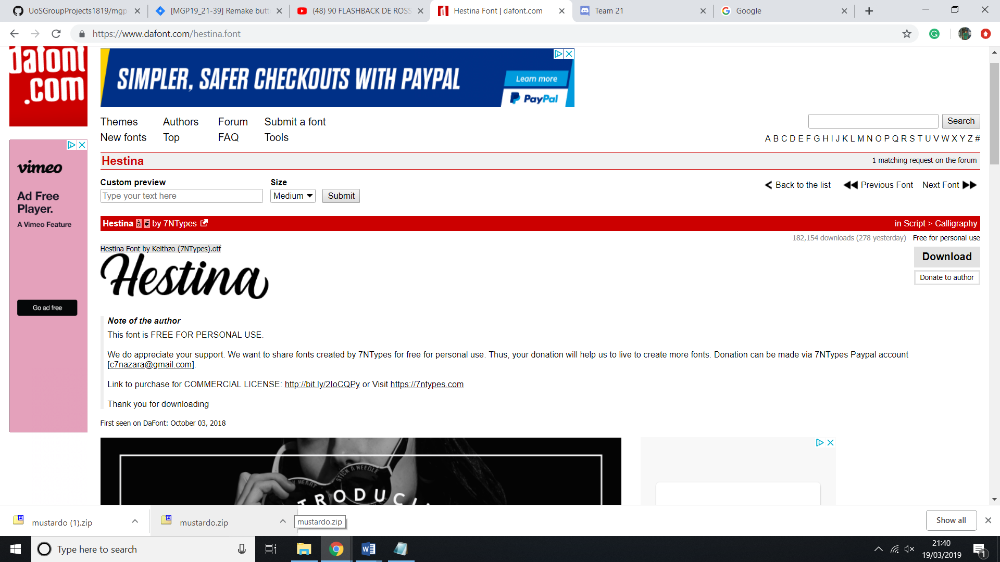 UoSGroupProjects1819/mgp
[MGP19_21-39] Remake butt
(48) 90 FLASHBACK DE ROSS
Hestina Font | dafont.com
Team 21
Google
https://www.dafont.com/hestina.font
dafont
.com
SIMPLER, SAFER CHECKOUTS WITH PAYPAL
Learn more
PayPal
Themes Authors Forum Submit a font
New fonts Top FAQ Tools
Search
A B C D E F G H I J K L M N O P Q R S T U V W X Y Z #
vimeo
Ad Free
Player.
A Vimeo Feature
Go ad free
Hestina
1 matching request on the forum
Custom preview
Size
Type your text here
Medium
Submit
Back to the list
Previous Font
Next Font
Hestina à € by 7NTypes
in Script > Calligraphy
182,154 downloads (278 yesterday) Free for personal use
Hestina Font by Keithzo (7NTypes).otf
Download
Donate to author
Hestina
Note of the author
This font is FREE FOR PERSONAL USE.
We do appreciate your support. We want to share fonts created by 7NTypes for free for personal use. Thus, your donation will help us to live to create more fonts. Donation can be made via 7NTypes Paypal account
[c7nazara@gmail.com].
Link to purchase for COMMERCIAL LICENSE: http://bit.ly/2IoCQPy or Visit https://7ntypes.com
Thank you for downloading
First seen on DaFont: October 03, 2018
STICK A NEEDLE
HEART
TRODUCI
mustardo (1).zip
mustardo.zip
mustardo.zip
Show all
Type here to search
21:40
19/03/2019
1